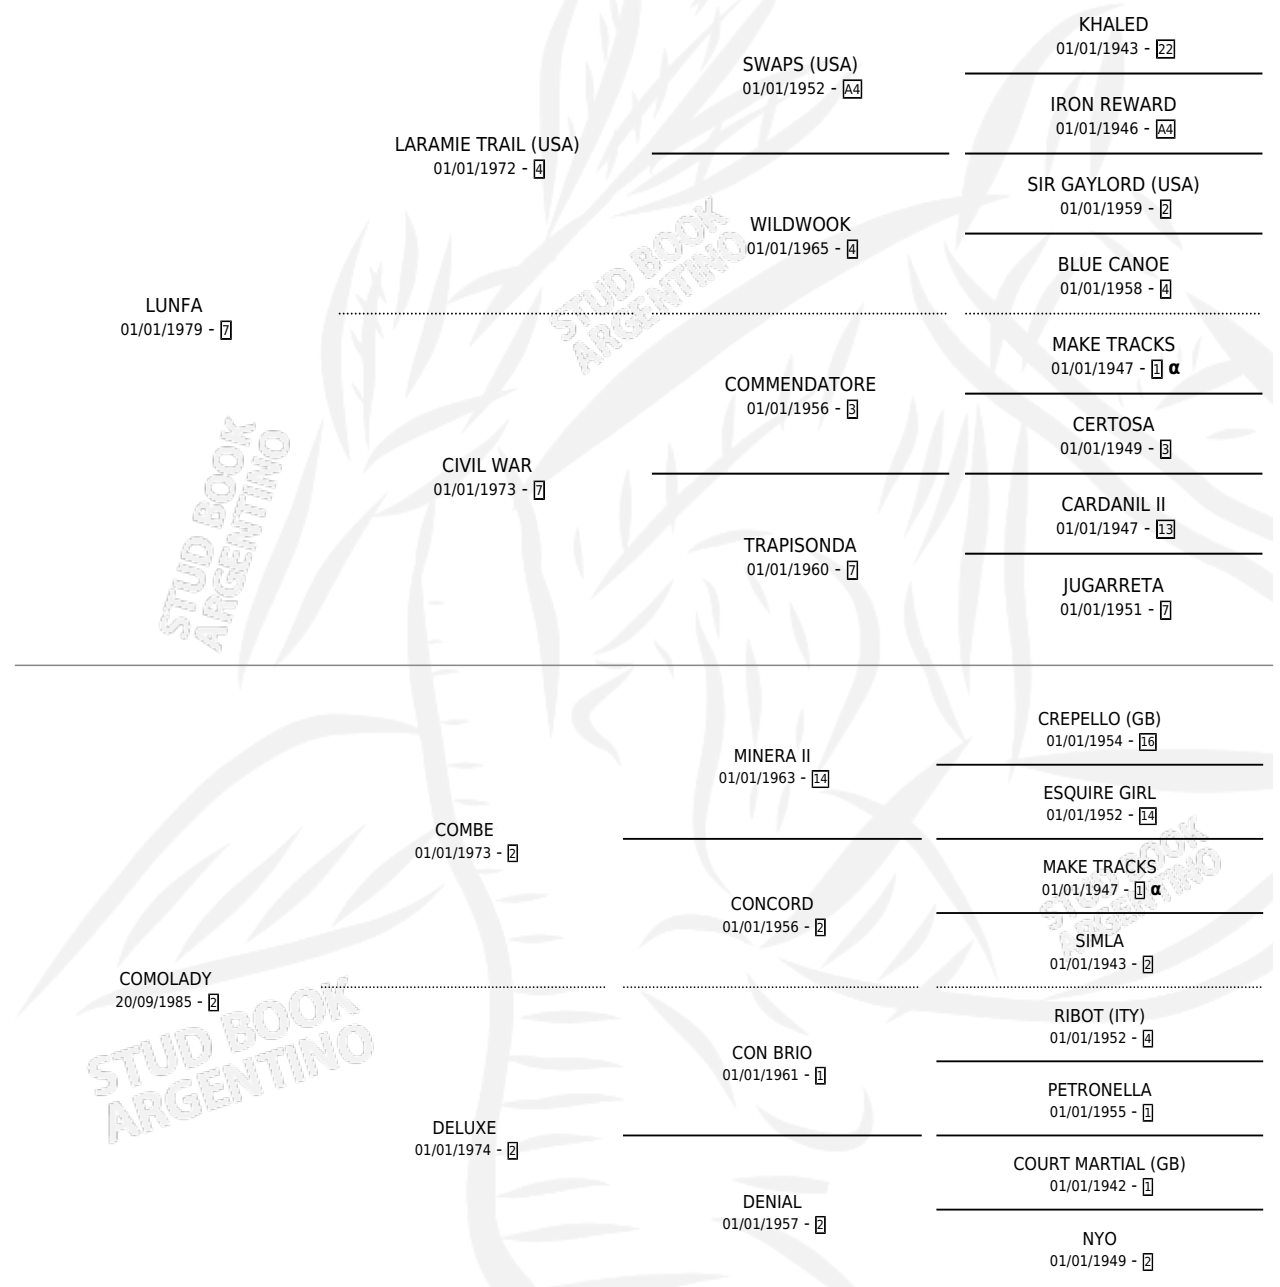 KHALED
01/01/1943 - 22
SWAPS (USA)
01/01/1952 - A4
IRON REWARD
01/01/1946 - A4
LARAMIE TRAIL (USA)
01/01/1972 - 4
SIR GAYLORD (USA)
01/01/1959 - 2
WILDWOOK
01/01/1965 - 4
BLUE CANOE
01/01/1958 - 4
LUNFA
01/01/1979 - 7
STUD BOOK
ARGENTINO
MAKE TRACKS
01/01/1947 - 1 α
COMMENDATORE
01/01/1956 - 3
CERTOSA
01/01/1949 - 3
CIVIL WAR
01/01/1973 - 7
CARDANIL II
01/01/1947 - 13
TRAPISONDA
01/01/1960 - 7
JUGARRETA
01/01/1951 - 7
STUD BOOK
ARGENTINO
CREPELLO (GB)
01/01/1954 - 16
MINERA II
01/01/1963 - 14
ESQUIRE GIRL
01/01/1952 - 14
COMBE
01/01/1973 - 2
MAKE TRACKS
01/01/1947 - 1 α
CONCORD
01/01/1956 - 2
SIMLA
01/01/1943 - 2
STUD BOOK
ARGENTINO
COMOLADY
20/09/1985 - 2
RIBOT (ITY)
01/01/1952 - 4
CON BRIO
01/01/1961 - 1
PETRONELLA
01/01/1955 - 1
DELUXE
01/01/1974 - 2
COURT MARTIAL (GB)
01/01/1942 - 1
DENIAL
01/01/1957 - 2
NYO
01/01/1949 - 2
STUD BOOK
ARGENTINO